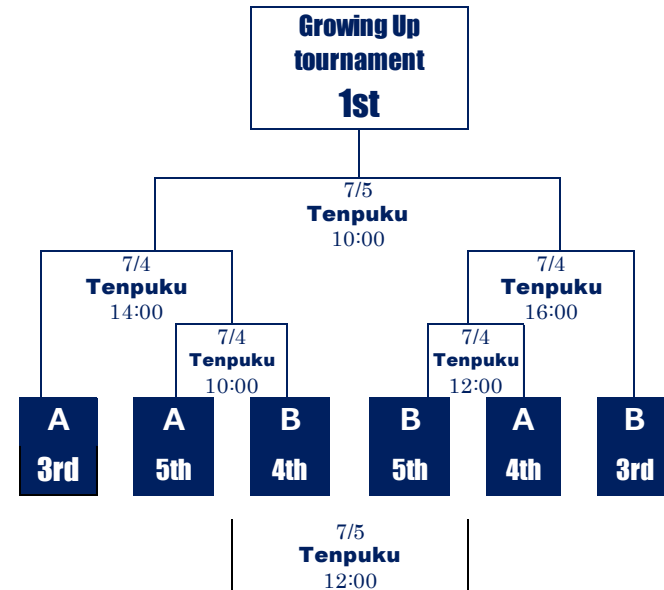 Growing Up
tournament
1st
7/5
Tenpuku
10:00
7/4
Tenpuku
14:00
7/4
Tenpuku
16:00
7/4
Tenpuku
10:00
7/4
Tenpuku
12:00
A
3rd
A
5th
B
4th
B
5th
A
4th
B
3rd
7/5
Tenpuku
12:00